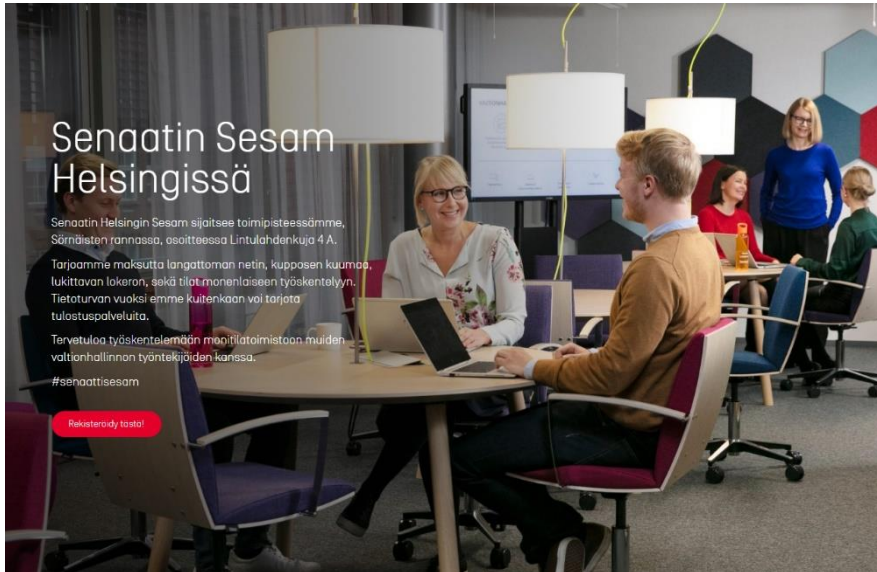 Senaatin Sesam
Helsingissä
Senaatin Helsingin Sesam sijaitsee toimipisteessämme,
Sörnäisten rannassa, osoitteessa Lintulahdenkuja 4 A.
Tarjoamme maksutta langattoman netin, kupposen kuumaa,
lukittavan lokeron, sekä tilat monenlaiseen työskentelyyn.
Tietoturvan vuoksi emme kuitenkaan voi tarjota
tulostuspalveluita.
Tervetuloa työskentelemään monitilatoimistoon muiden
valtionhallinnon työntekijöiden kanssa.
#senaattisesam
Rekisteröidy tästä!